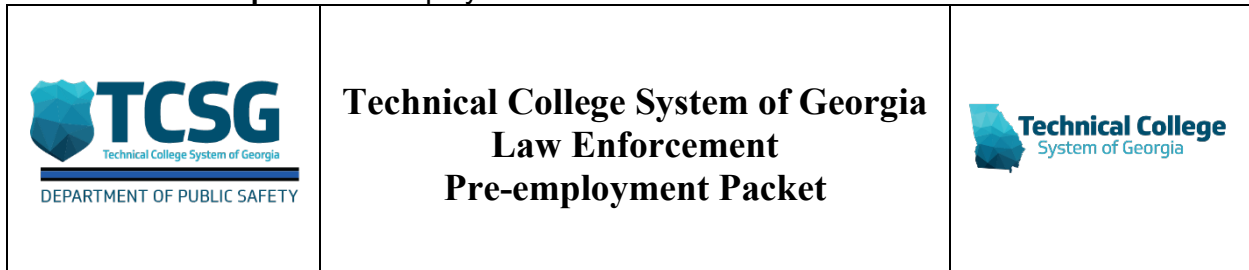 TCSG
Technical College System of Georgia
DEPARTMENT OF PUBLIC SAFETY
Technical College System of Georgia
Law Enforcement
Pre-employment Packet
Technical College
System of Georgia